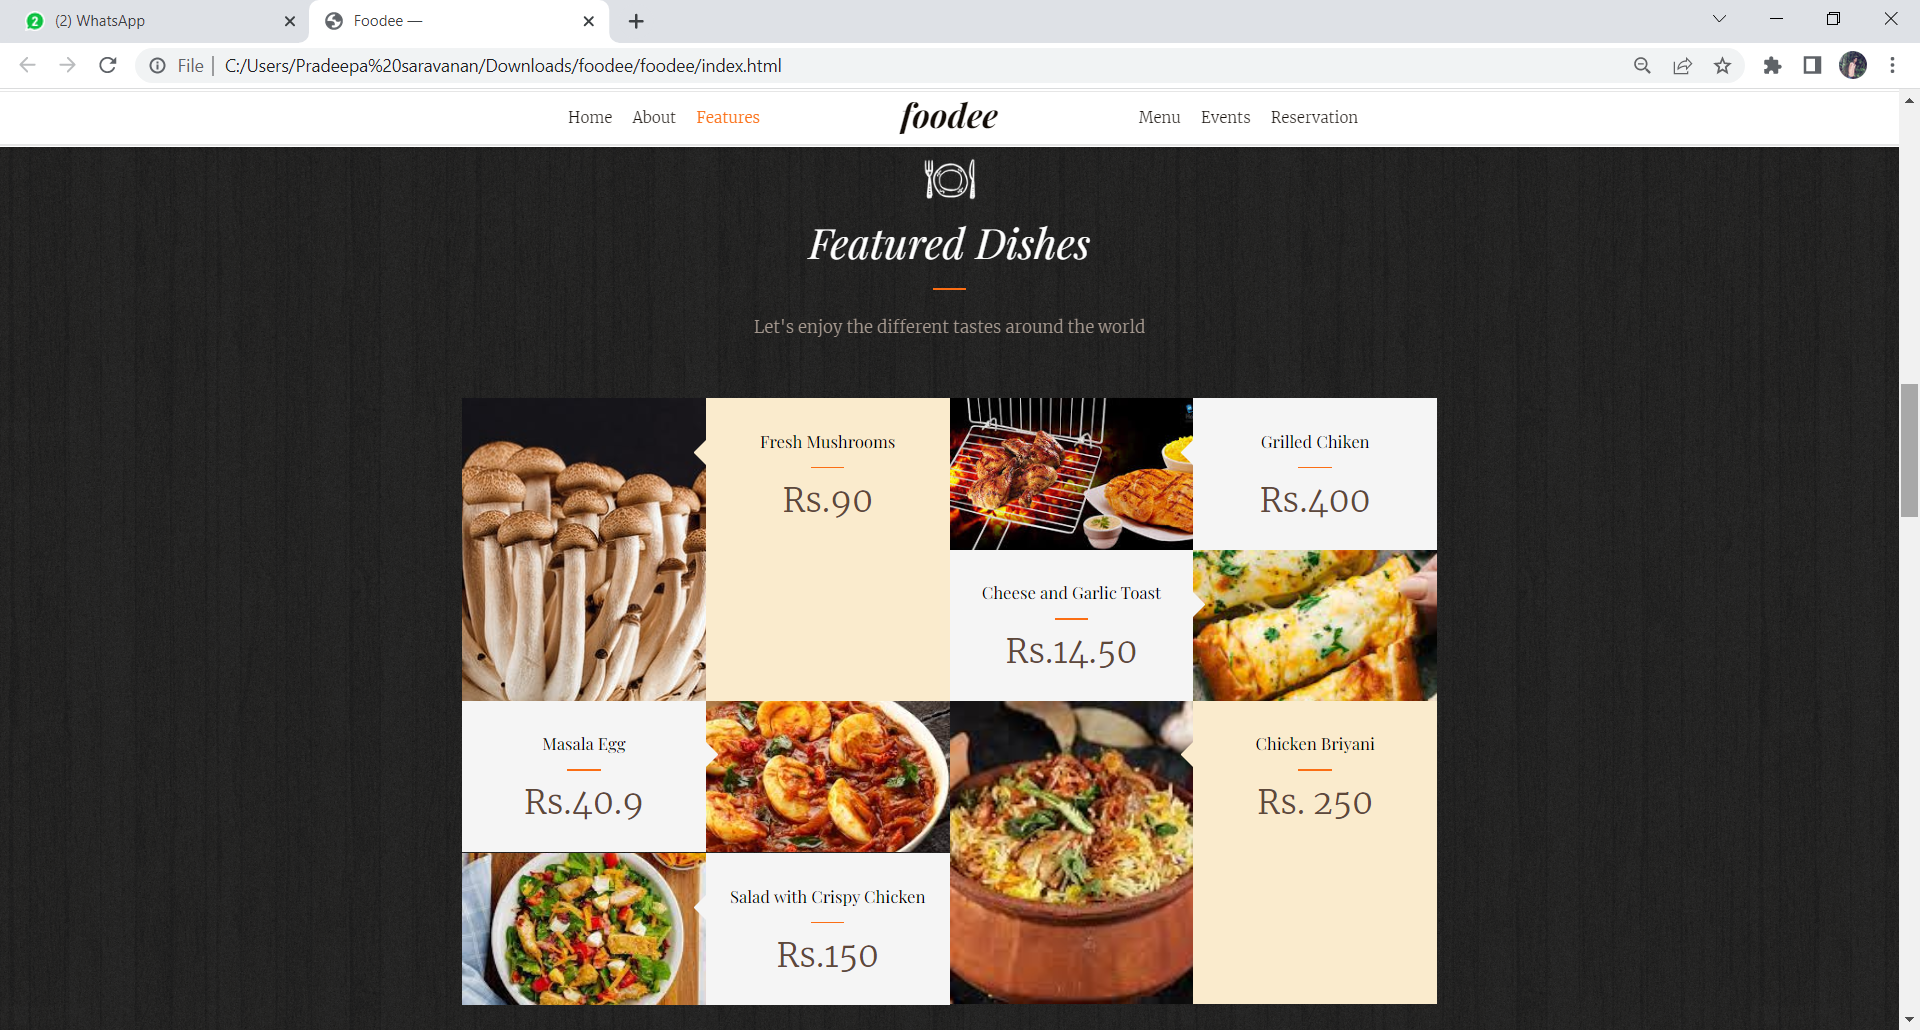 (2) WhatsApp
Foodee —
File
C:/Users/Pradeepa%20saravanan/Downloads/foodee/foodee/index.html
Home About Features foodee Menu Events Reservation
Featured Dishes
Let's enjoy the different tastes around the world
Fresh Mushrooms
Rs.90
Grilled Chiken
Rs.400
Cheese and Garlic Toast
Rs.14.50
Masala Egg
Rs.40.9
Chicken Briyani
Rs. 250
Salad with Crispy Chicken
Rs.150